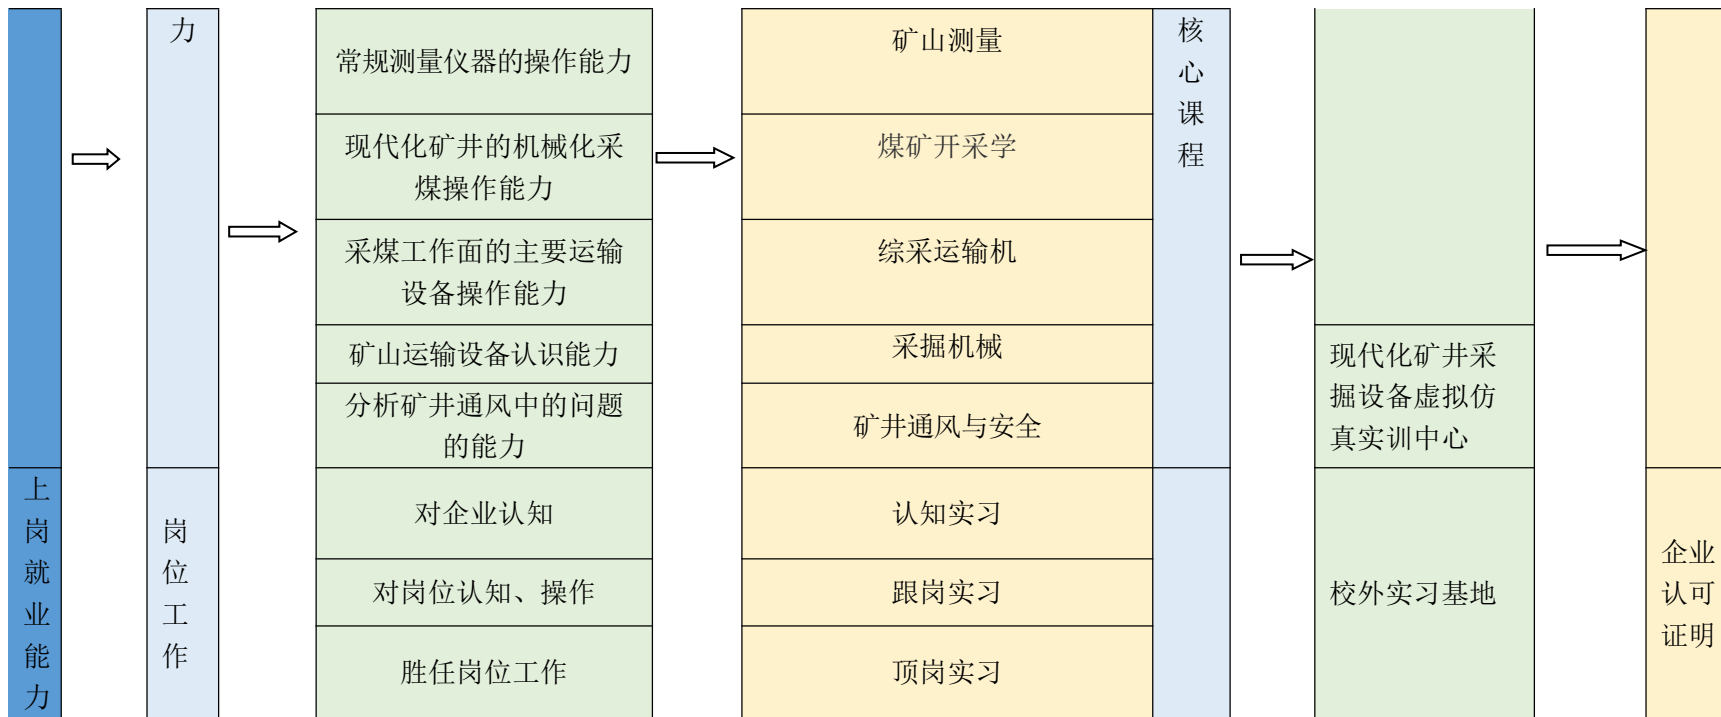 力
常规测量仪器的操作能力
矿山测量
核
心
课
程
现代化矿井的机械化采
煤操作能力
煤矿开采学
采煤工作面的主要运输
设备操作能力
综采运输机
矿山运输设备认识能力
采掘机械
现代化矿井采
掘设备虚拟仿
真实训中心
分析矿井通风中的问题
的能力
矿井通风与安全
上
岗
就
业
能
力
岗
位
工
作
对企业认知
认知实习
对岗位认知、操作
跟岗实习
胜任岗位工作
顶岗实习
校外实习基地
企业
认可
证明